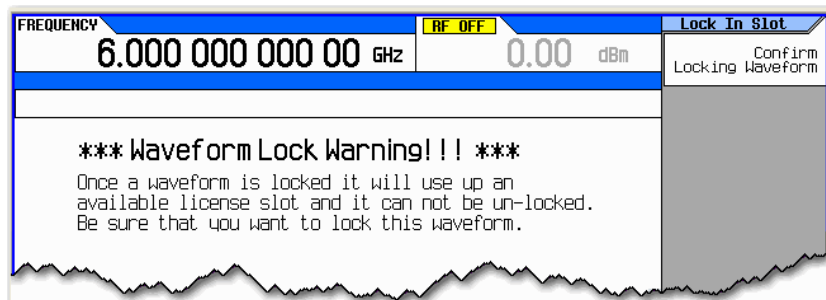 FREQUENCY
6.000 000 000 00 GHz
RF OFF
0.00 dBm
Lock In Slot
Confirm
Locking Waveform
*** Waveform Lock Warning!!! ***
Once a waveform is locked it will use up an
available license slot and it can not be un-locked.
Be sure that you want to lock this waveform.